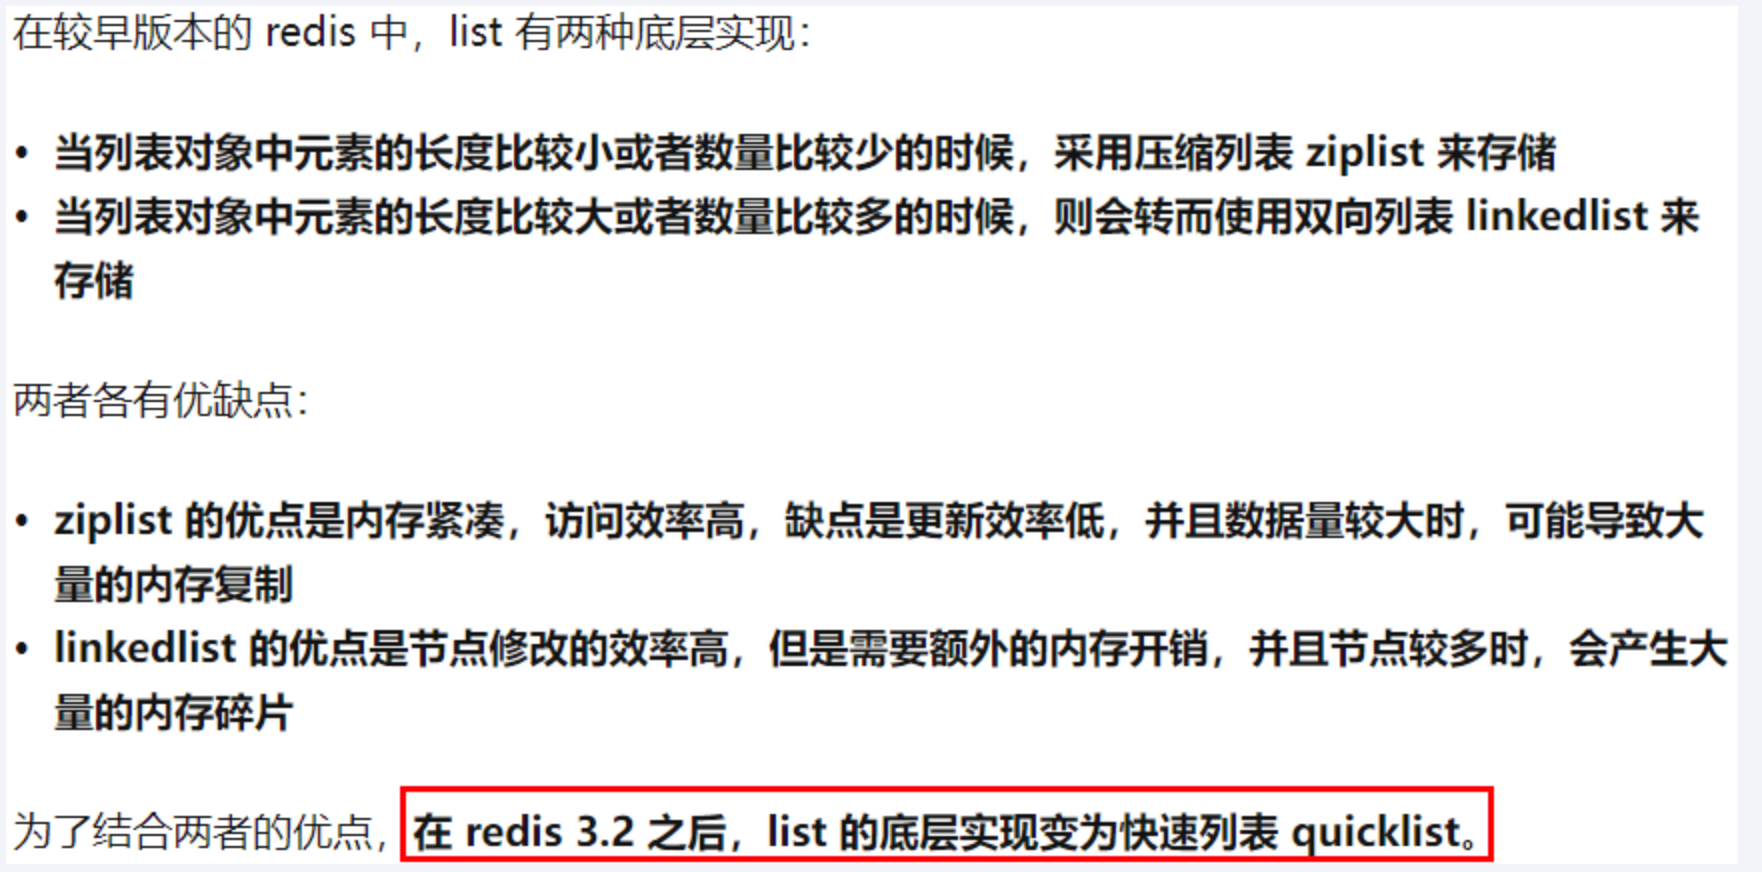 在较早版本的 redis 中，list 有两种底层实现：
• 当列表对象中元素的长度比较小或者数量比较少的时候，采用压缩列表 ziplist 来存储
• 当列表对象中元素的长度比较大或者数量比较多的时候，则会转而使用双向列表 linkedlist 来
存储
两者各有优缺点：
• ziplist 的优点是内存紧凑，访问效率高，缺点是更新效率低，并且数据量较大时，可能导致大
量的内存复制
• linkedlist 的优点是节点修改的效率高，但是需要额外的内存开销，并且节点较多时，会产生大
量的内存碎片
为了结合两者的优点，在 redis 3.2 之后，list 的底层实现变为快速列表 quicklist。